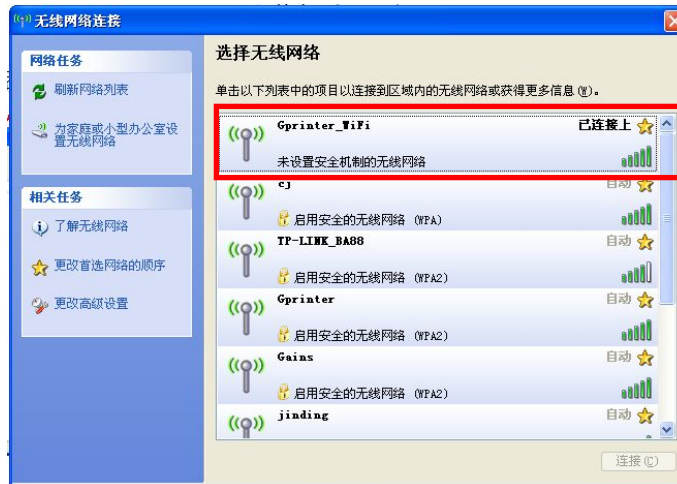 无线网络连接
网络任务
刷新网络列表
为家庭或小型办公室设
置无线网络
相关任务
了解无线网络
更改首选网络的顺序
更改高级设置
选择无线网络
单击以下列表中的项目以连接到区域内的无线网络或获得更多信息(W)。
Gprinter_WiFi 已连接上
未设置安全机制的无线网络
cj 自动
启用安全的无线网络 (WPA)
TP-LINK_BA88 自动
启用安全的无线网络 (WPA2)
Gprinter 自动
启用安全的无线网络 (WPA2)
Gains 自动
启用安全的无线网络 (WPA2)
jinding 自动
连接(C)